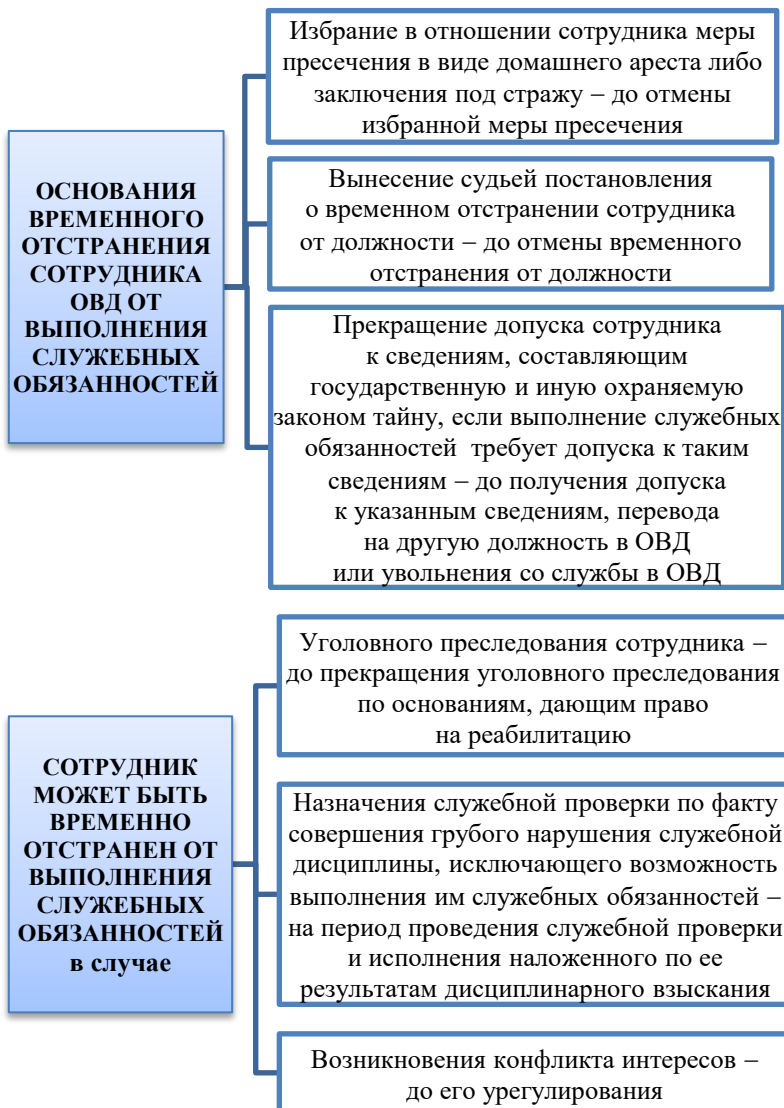 ОСНОВАНИЯ
ВРЕМЕННОГО
ОТСТРАНЕНИЯ
СОТРУДНИКА
ОВД ОТ
ВЫПОЛНЕНИЯ
СЛУЖЕБНЫХ
ОБЯЗАННОСТЕЙ
Избрание в отношении сотрудника меры
пресечения в виде домашнего ареста либо
заключения под стражу – до отмены
избранной меры пресечения
Вынесение судьей постановления
о временном отстранении сотрудника
от должности – до отмены временного
отстранения от должности
Прекращение допуска сотрудника
к сведениям, составляющим
государственную и иную охраняемую
законом тайну, если выполнение служебных
обязанностей требует допуска к таким
сведениям – до получения допуска
к указанным сведениям, перевода
на другую должность в ОВД
или увольнения со службы в ОВД
СОТРУДНИК
МОЖЕТ БЫТЬ
ВРЕМЕННО
ОТСТРАНЕН ОТ
ВЫПОЛНЕНИЯ
СЛУЖЕБНЫХ
ОБЯЗАННОСТЕЙ
в случае
Уголовного преследования сотрудника –
до прекращения уголовного преследования
по основаниям, дающим право
на реабилитацию
Назначения служебной проверки по факту
совершения грубого нарушения служебной
дисциплины, исключающего возможность
выполнения им служебных обязанностей –
на период проведения служебной проверки
и исполнения наложенного по ее
результатам дисциплинарного взыскания
Возникновения конфликта интересов –
до его урегулирования